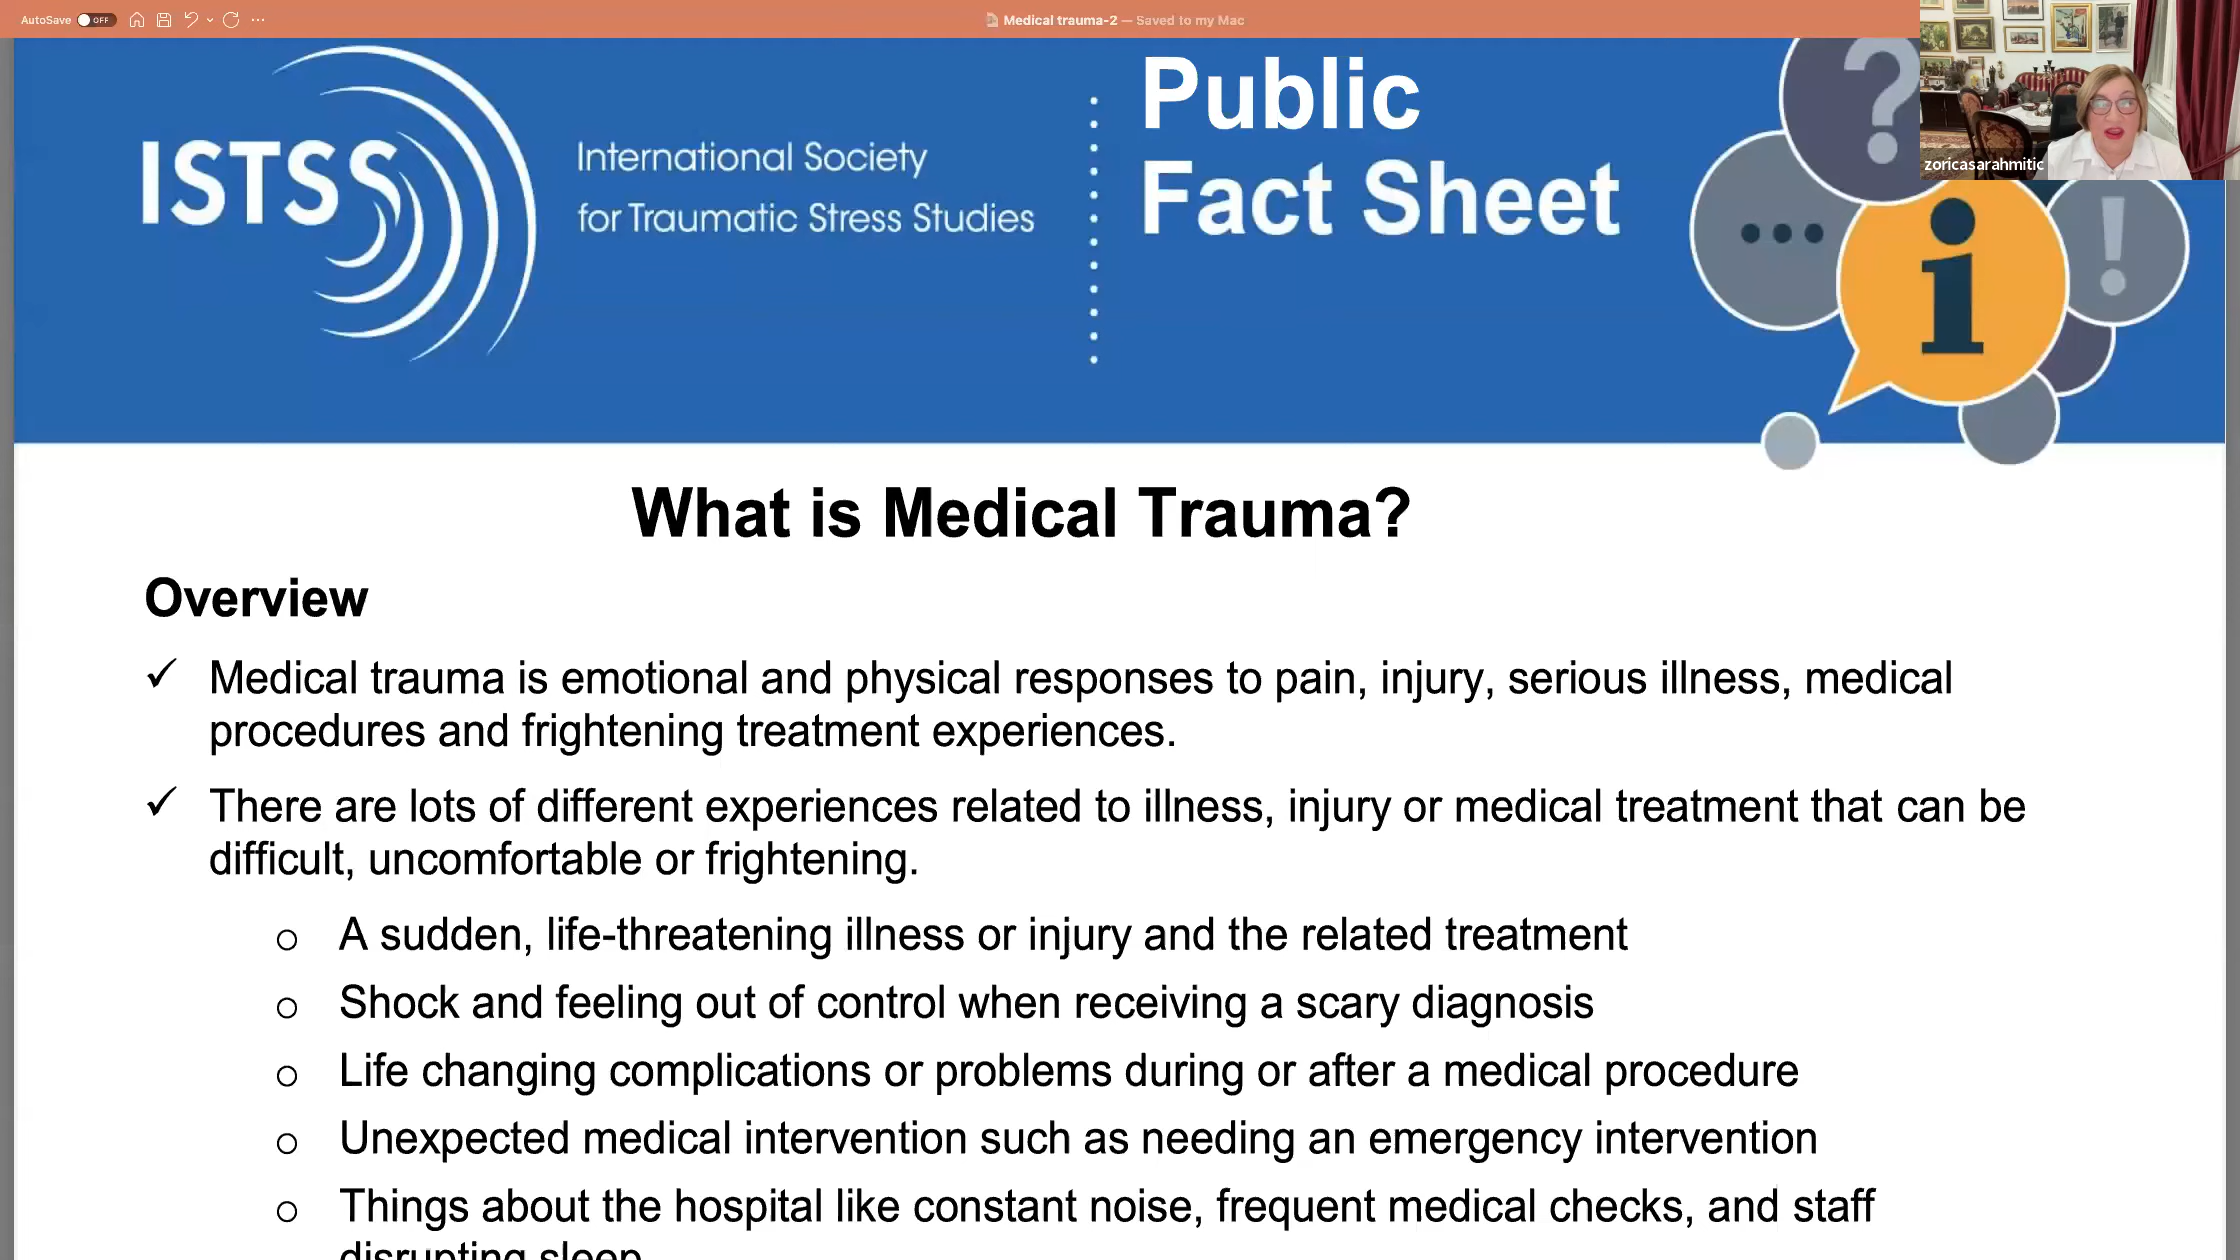 AutoSave OFF
Medical trauma-2 — Saved to my Mac
ISTSS
International Society
for Traumatic Stress Studies
Public
Fact Sheet
?
...
i
!
zoricasarahmitic
What is Medical Trauma?
Overview
✓ Medical trauma is emotional and physical responses to pain, injury, serious illness, medical
procedures and frightening treatment experiences.
✓ There are lots of different experiences related to illness, injury or medical treatment that can be
difficult, uncomfortable or frightening.
o A sudden, life-threatening illness or injury and the related treatment
o Shock and feeling out of control when receiving a scary diagnosis
o Life changing complications or problems during or after a medical procedure
o Unexpected medical intervention such as needing an emergency intervention
o Things about the hospital like constant noise, frequent medical checks, and staff
disrupting sleep